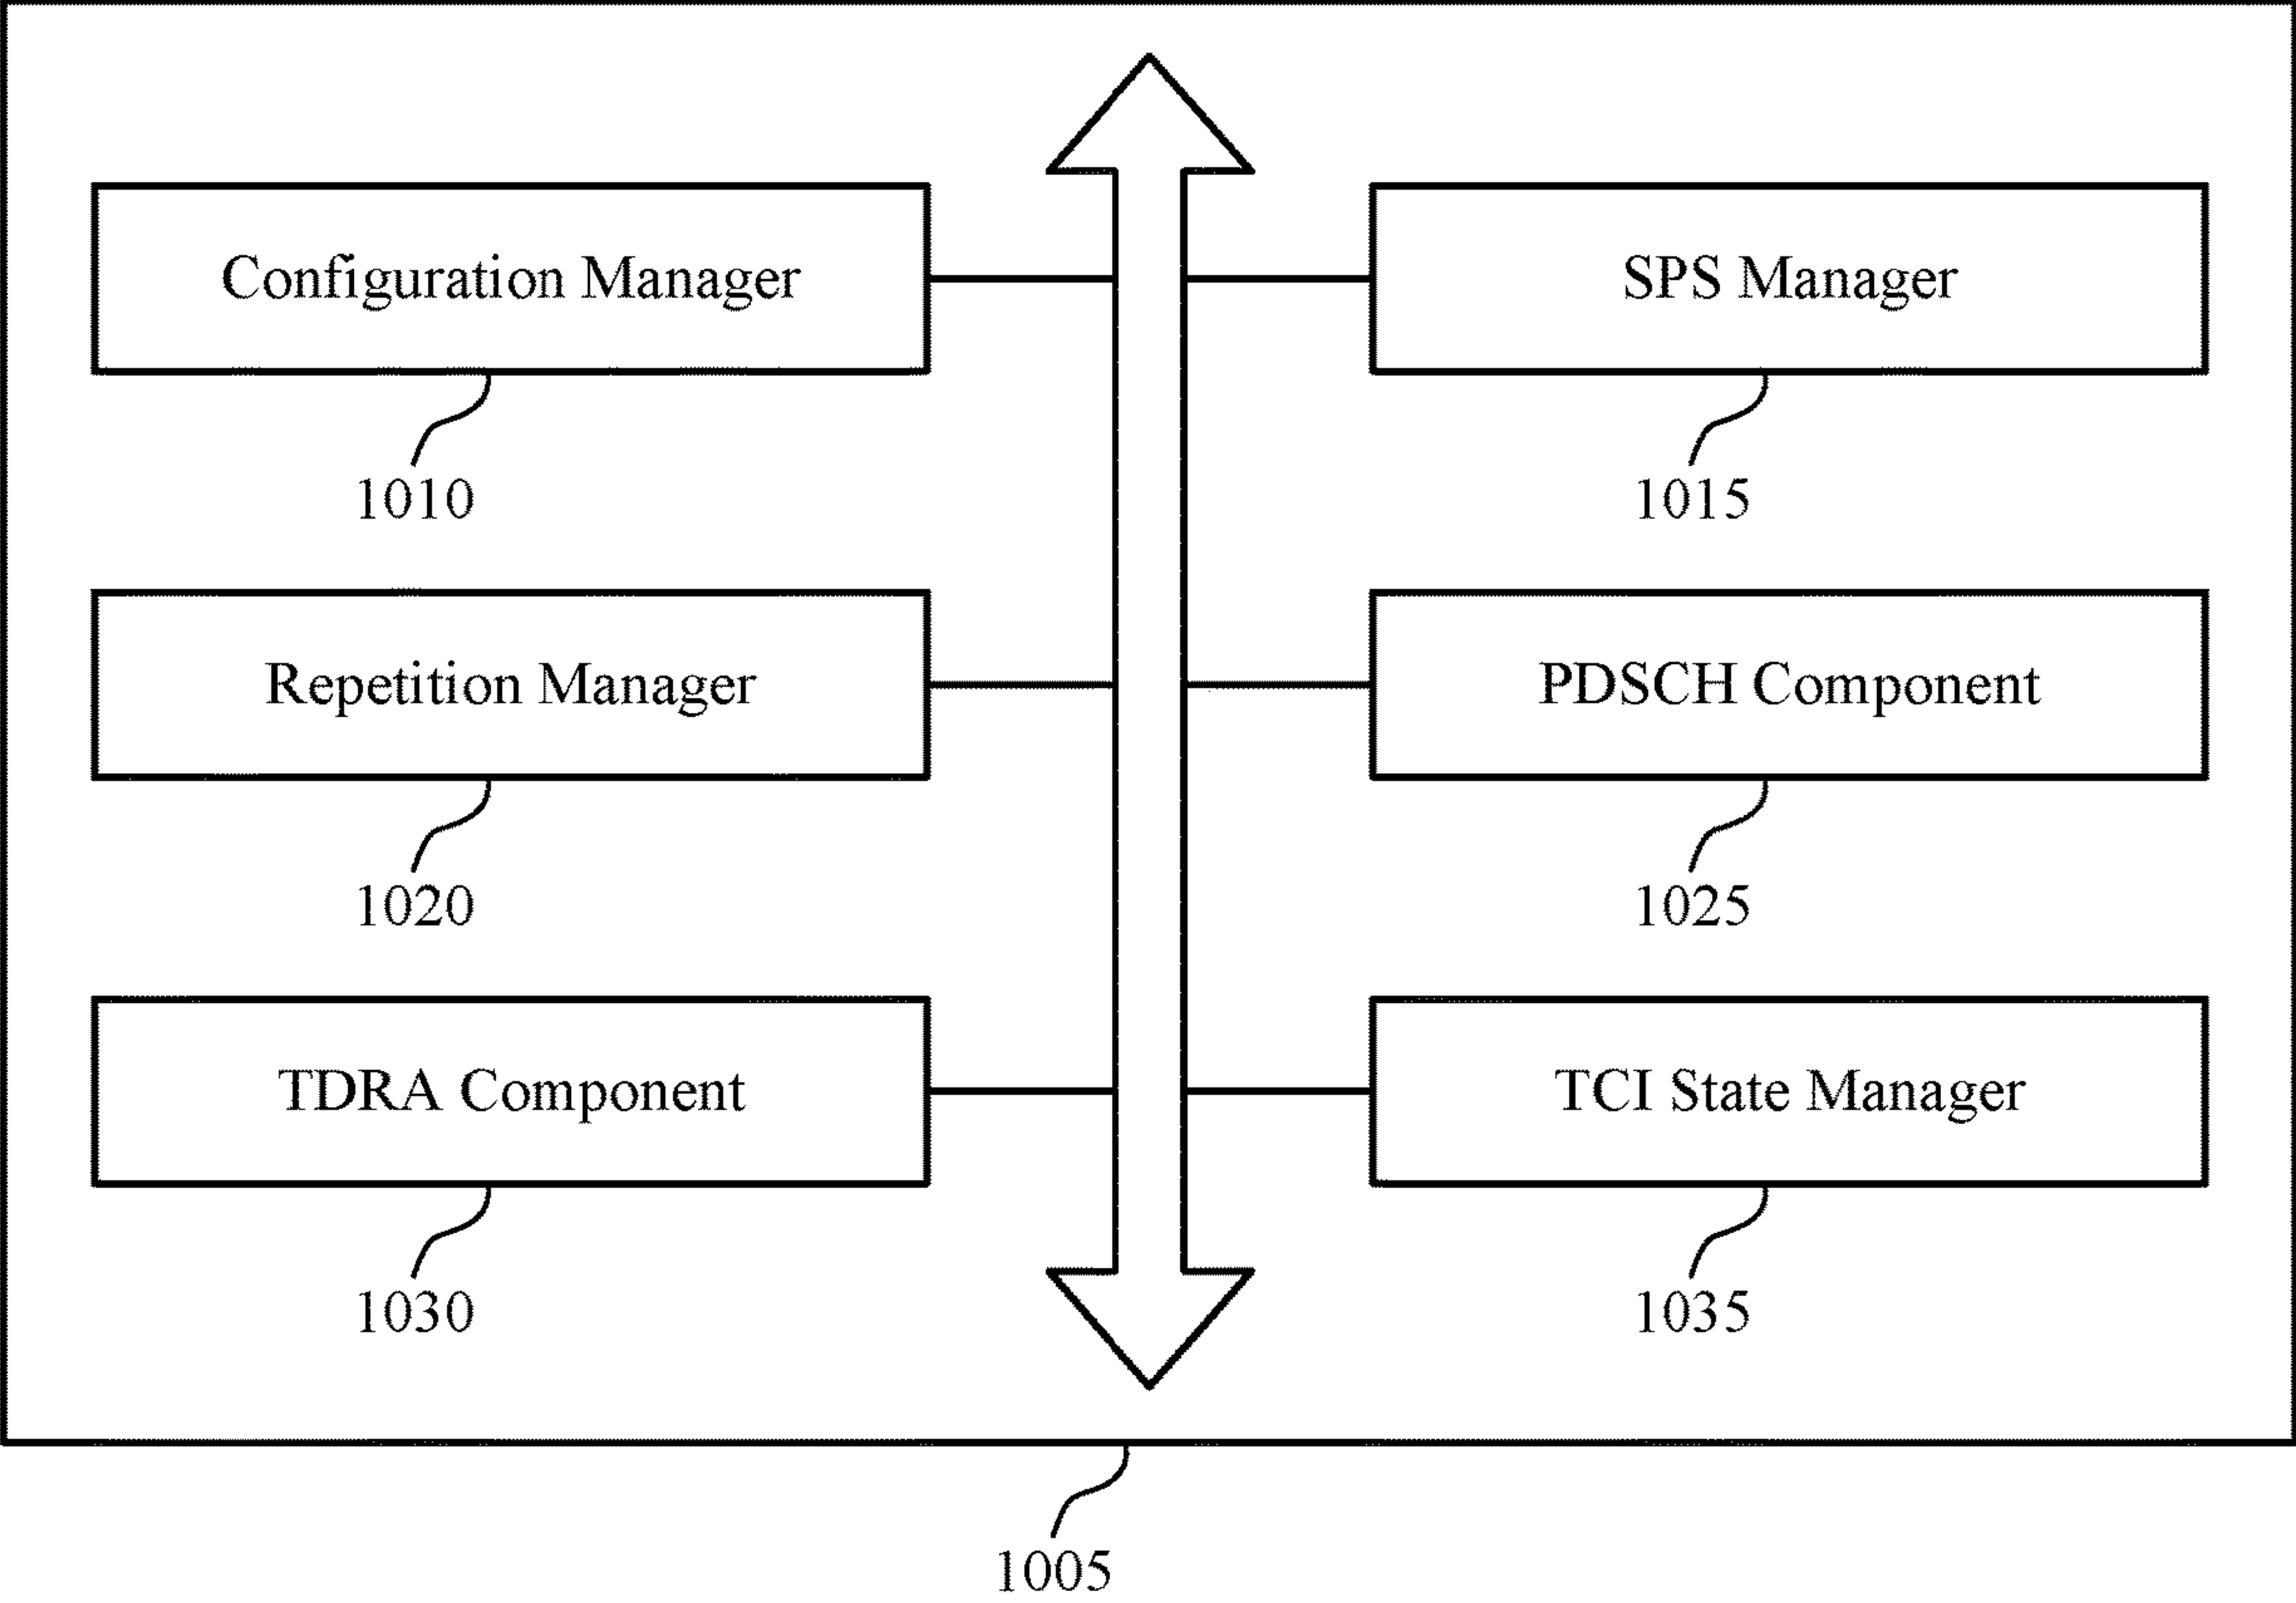 Configuration Manager
SPS Manager
1010
1015
Repetition Manager
PDSCH Component
1020
1025
TDRA Component
TCI State Manager
1030
1035
1005